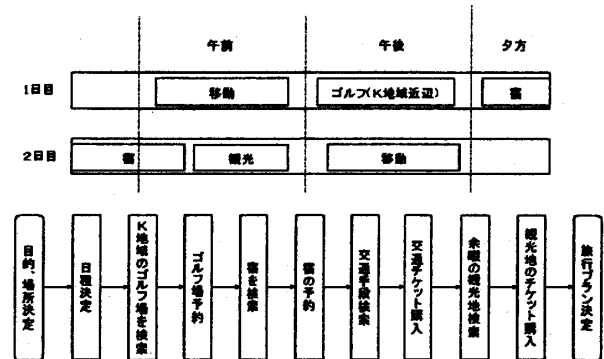 午前 午後 夕方
1日目 移動 ゴルフ(K地域近辺) 宿
2日目 宿 観光 移動
目的、場所決定
日程決定
K地域のゴルフ場を検索
ゴルフ場予約
宿を検索
宿の予約
交通手段検索
交通チケット購入
余暇の観光地検索
観光地のチケット購入
旅行プラン決定